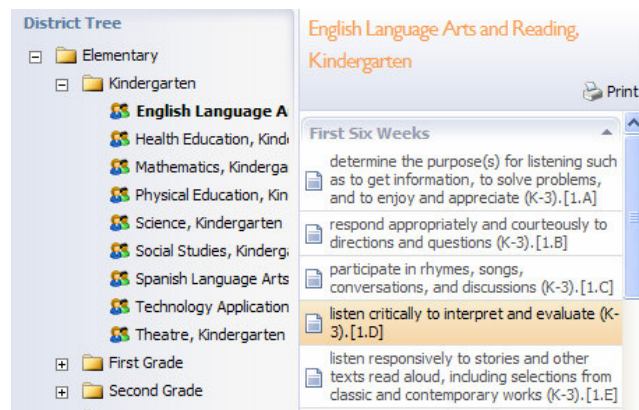 District Tree
Elementary
Kindergarten
English Language A
Health Education, Kind
Mathematics, Kinderga
Physical Education, Kin
Science, Kindergarten
Social Studies, Kinderg
Spanish Language Arts
Technology Application
Theatre, Kindergarten
First Grade
Second Grade
English Language Arts and Reading,
Kindergarten
Print
First Six Weeks
determine the purpose(s) for listening such
as to get information, to solve problems,
and to enjoy and appreciate (K-3).[1.A]
respond appropriately and courteously to
directions and questions (K-3).[1.B]
participate in rhymes, songs,
conversations, and discussions (K-3).[1.C]
listen critically to interpret and evaluate (K-
3).[1.D]
listen responsively to stories and other
texts read aloud, including selections from
classic and contemporary works (K-3).[1.E]